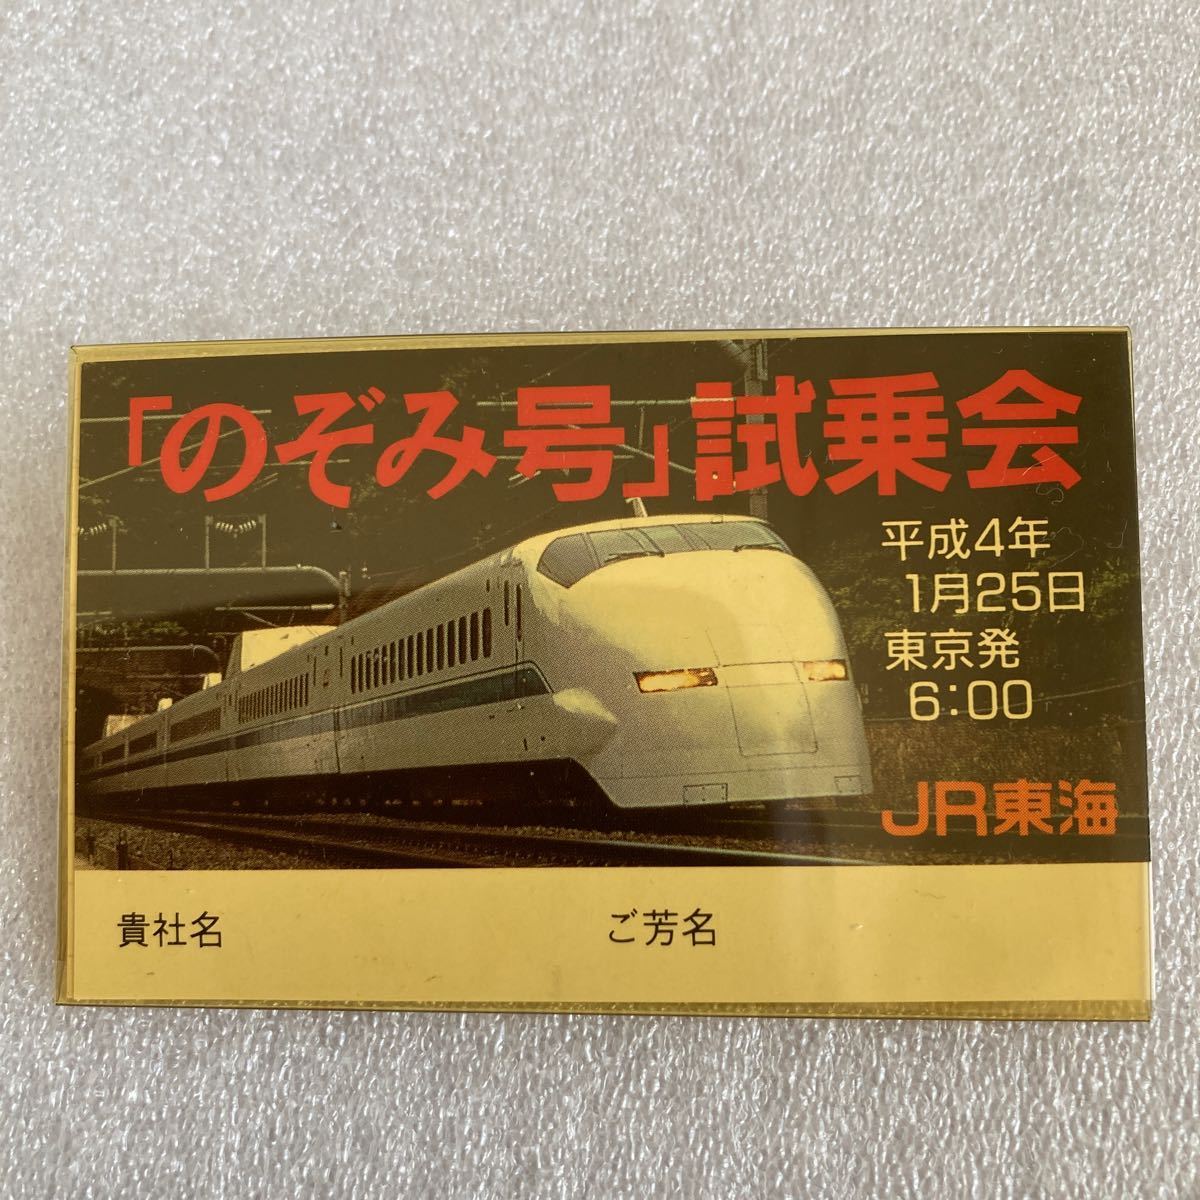 「のぞみ号」試乗会
平成4年
1月25日
東京発
6:00
JR東海
貴社名
ご芳名